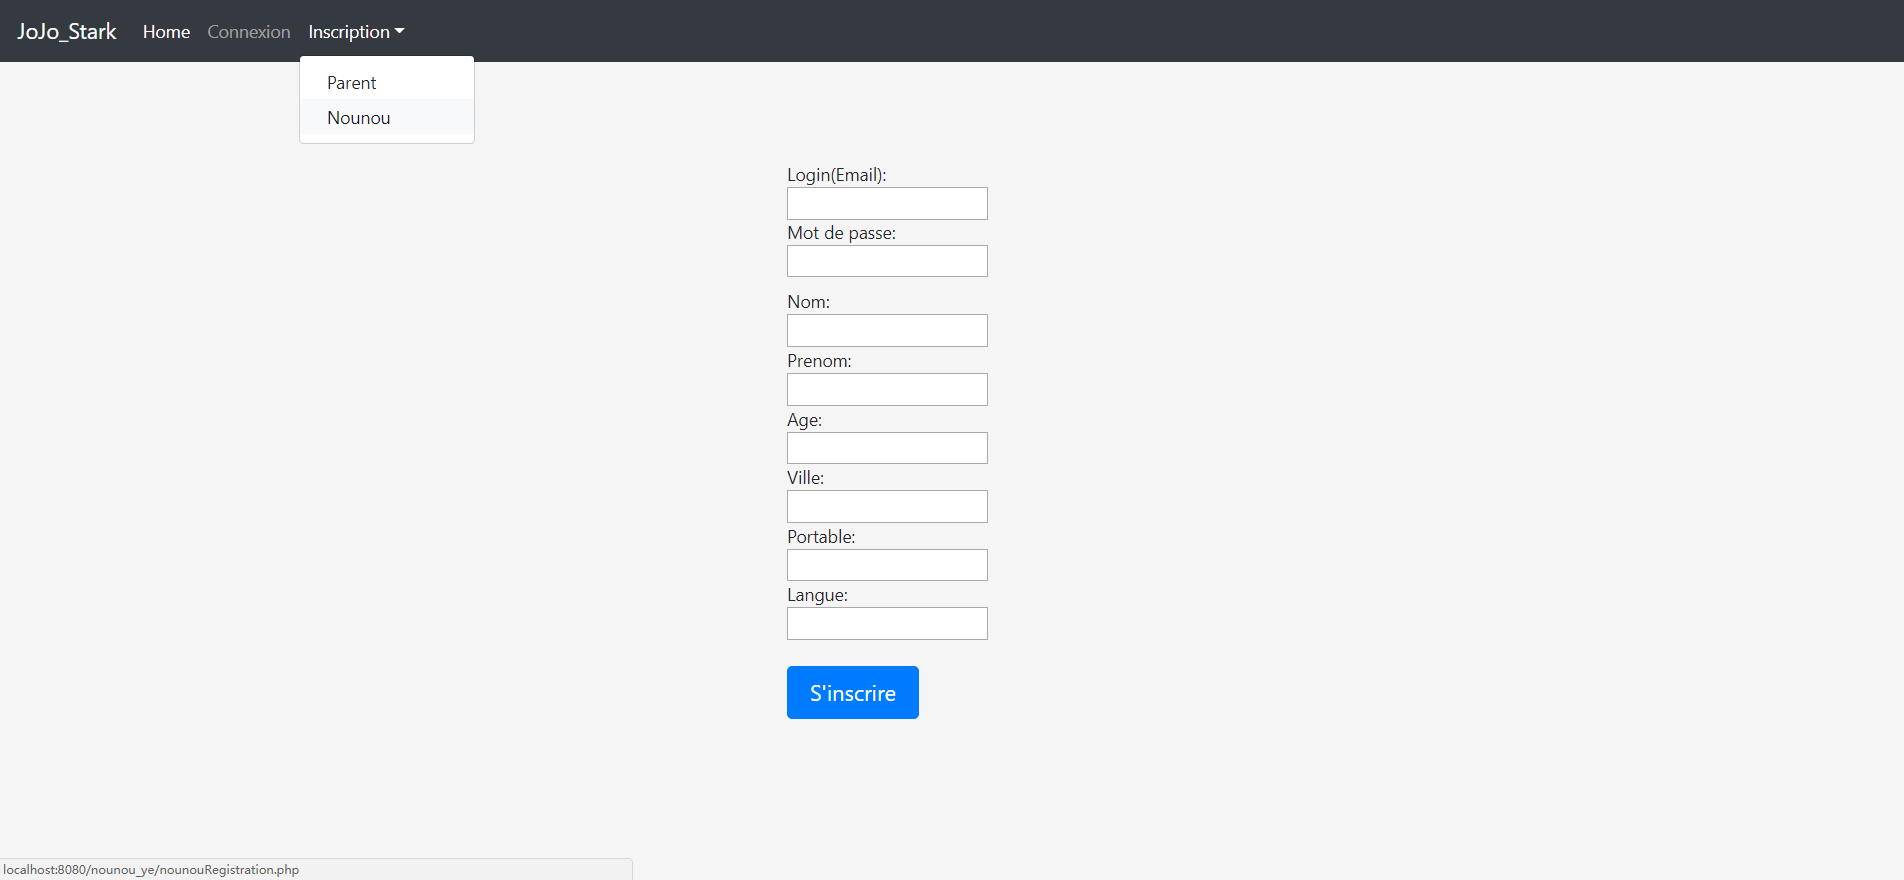 JoJo_Stark Home Connexion Inscription
Parent
Nounou
Login(Email):
Mot de passe:
Nom:
Prenom:
Age:
Ville:
Portable:
Langue:
S'inscrire
localhost:8080/nounou_ye/nounouRegistration.php